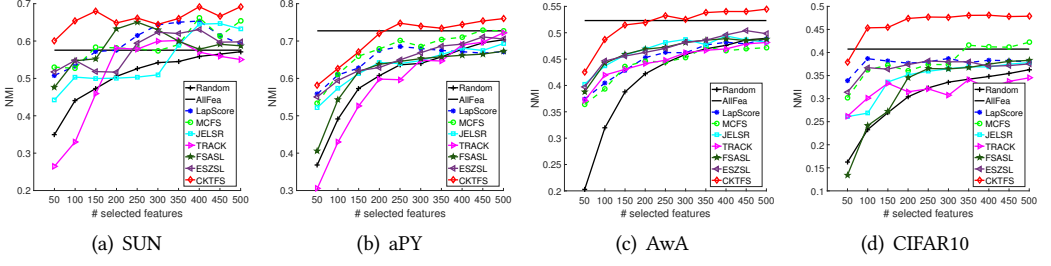 NMI
0.7
0.6
0.5
0.4
0.3
0.2
50 100 150 200 250 300 350 400 450 500
# selected features
Random
AllFea
LapScore
MCFS
JELSR
TRACK
FSASL
ESZSL
CKTFS
(a) SUN
NMI
0.8
0.7
0.6
0.5
0.4
0.3
50 100 150 200 250 300 350 400 450 500
# selected features
Random
AllFea
LapScore
MCFS
JELSR
TRACK
FSASL
ESZSL
CKTFS
(b) aPY
NMI
0.55
0.5
0.45
0.4
0.35
0.3
0.25
0.2
50 100 150 200 250 300 350 400 450 500
# selected features
Random
AllFea
LapScore
MCFS
JELSR
TRACK
FSASL
ESZSL
CKTFS
(c) AwA
NMI
0.5
0.45
0.4
0.35
0.3
0.25
0.2
0.15
0.1
50 100 150 200 250 300 350 400 450 500
# selected features
Random
AllFea
LapScore
MCFS
JELSR
TRACK
FSASL
ESZSL
CKTFS
(d) CIFAR10